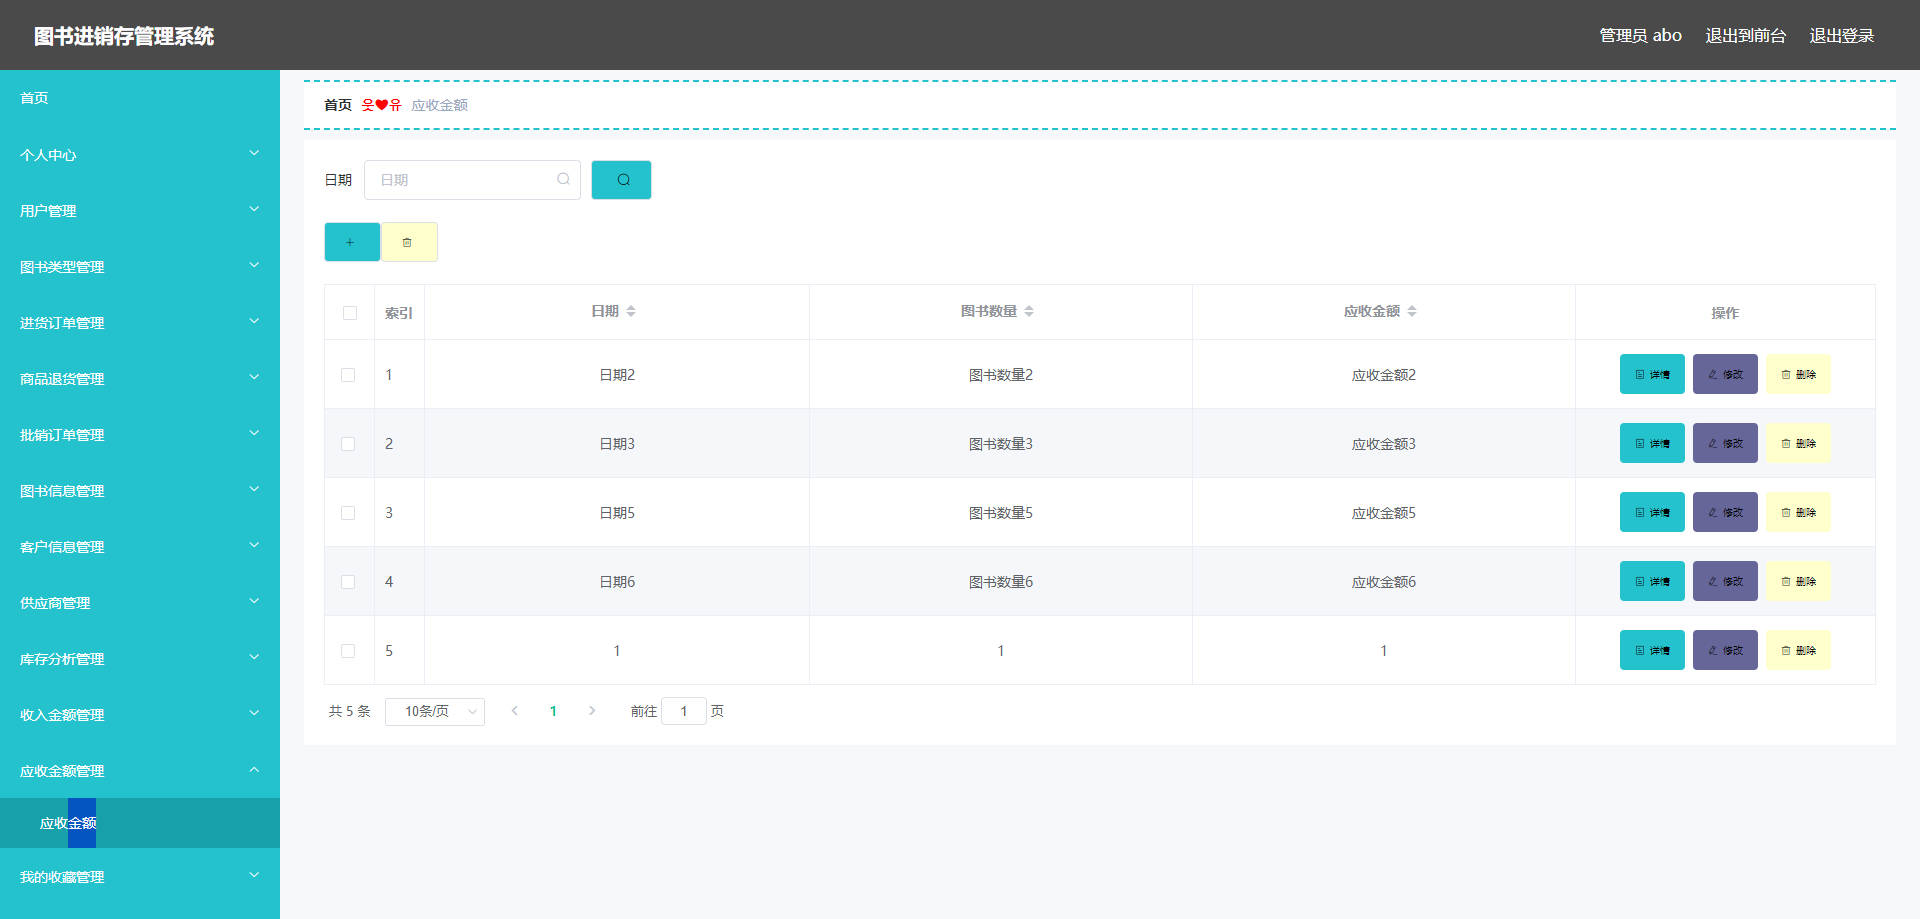 图书进销存管理系统
管理员 abo 退出到前台 退出登录
首页
个人中心
用户管理
图书类型管理
进货订单管理
商品退货管理
批销订单管理
图书信息管理
客户信息管理
供应商管理
库存分析管理
收入金额管理
应收金额管理
应收金额
我的收藏管理
首页 웃❤유 应收金额
日期 日期
索引 日期 图书数量 应收金额 操作
1 日期2 图书数量2 应收金额2 详情 修改 删除
2 日期3 图书数量3 应收金额3 详情 修改 删除
3 日期5 图书数量5 应收金额5 详情 修改 删除
4 日期6 图书数量6 应收金额6 详情 修改 删除
5 1 1 1 详情 修改 删除
共 5 条 10条/页 1 前往 1 页